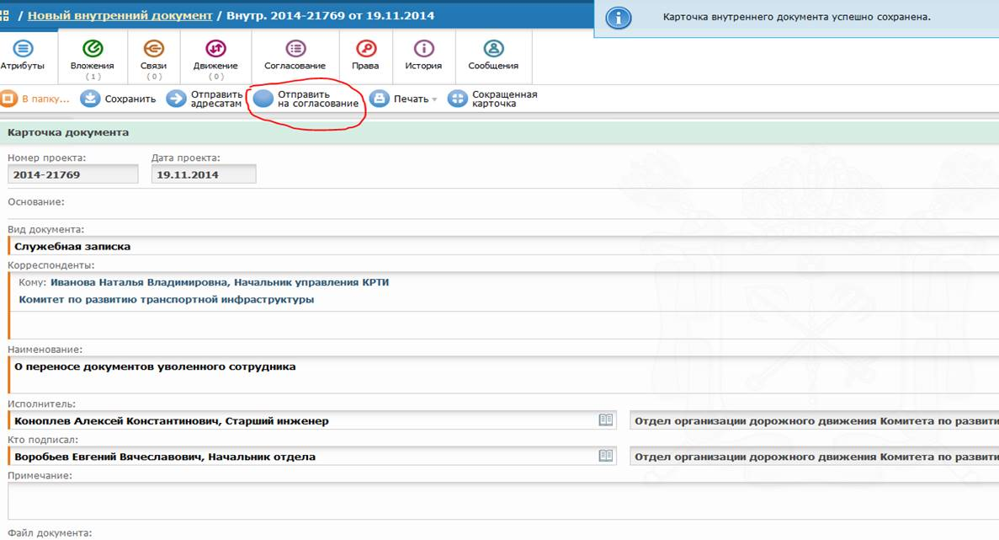 / Новый внутренний документ / Внутр. 2014-21769 от 19.11.2014
Карточка внутреннего документа успешно сохранена.
Атрибуты
Вложения
( 1 )
Связи
( 0 )
Движение
( 0 )
Согласование
Права
История
Сообщения
В папку...
Сохранить
Отправить
адресатам
Отправить
на согласование
Печать
Сокращенная
карточка
Карточка документа
Номер проекта: Дата проекта:
2014-21769 19.11.2014
Основание:
Вид документа:
Служебная записка
Корреспонденты:
Кому: Иванова Наталья Владимировна, Начальник управления КРТИ
Комитет по развитию транспортной инфраструктуры
Наименование:
О переносе документов уволенного сотрудника
Исполнитель:
Коноплев Алексей Константинович, Старший инженер Отдел организации дорожного движения Комитета по развити
Кто подписал:
Воробьев Евгений Вячеславович, Начальник отдела Отдел организации дорожного движения Комитета по развити
Примечание:
Файл документа: